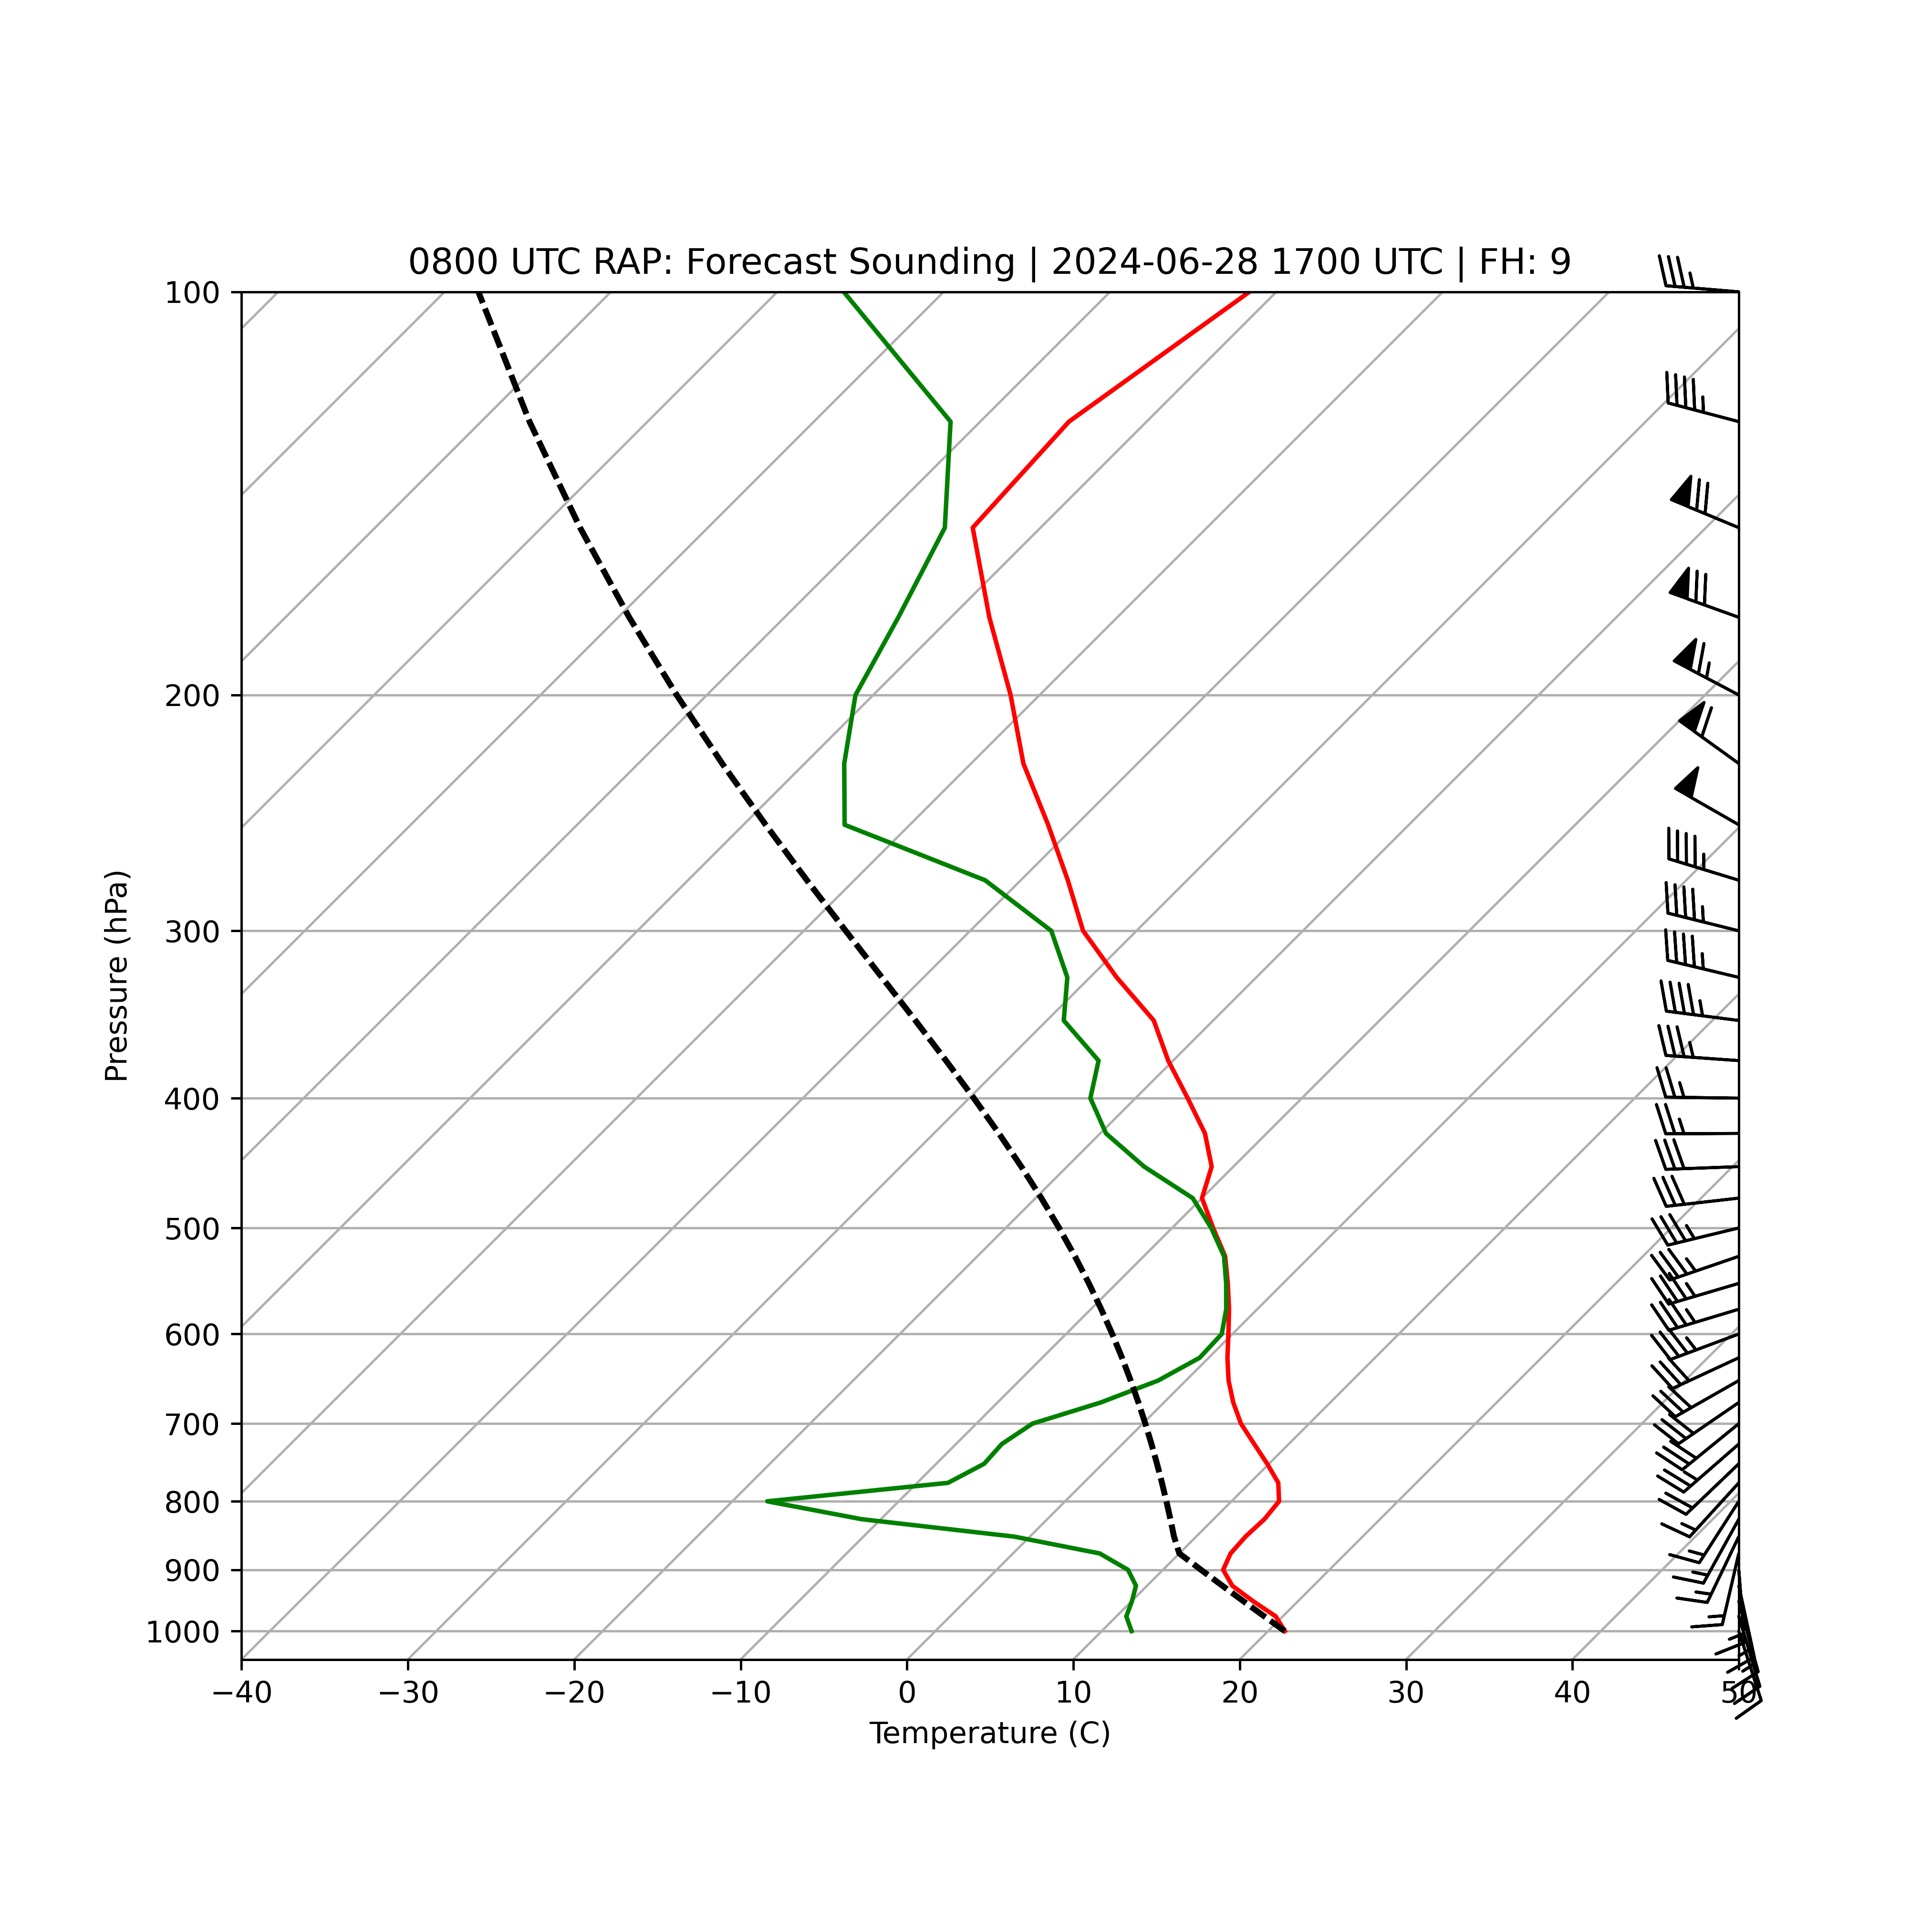 0800 UTC RAP: Forecast Sounding | 2024-06-28 1700 UTC | FH: 9
100
200
300
400
500
600
700
800
900
1000
Pressure (hPa)
−40 −30 −20 −10 0 10 20 30 40 50
Temperature (C)